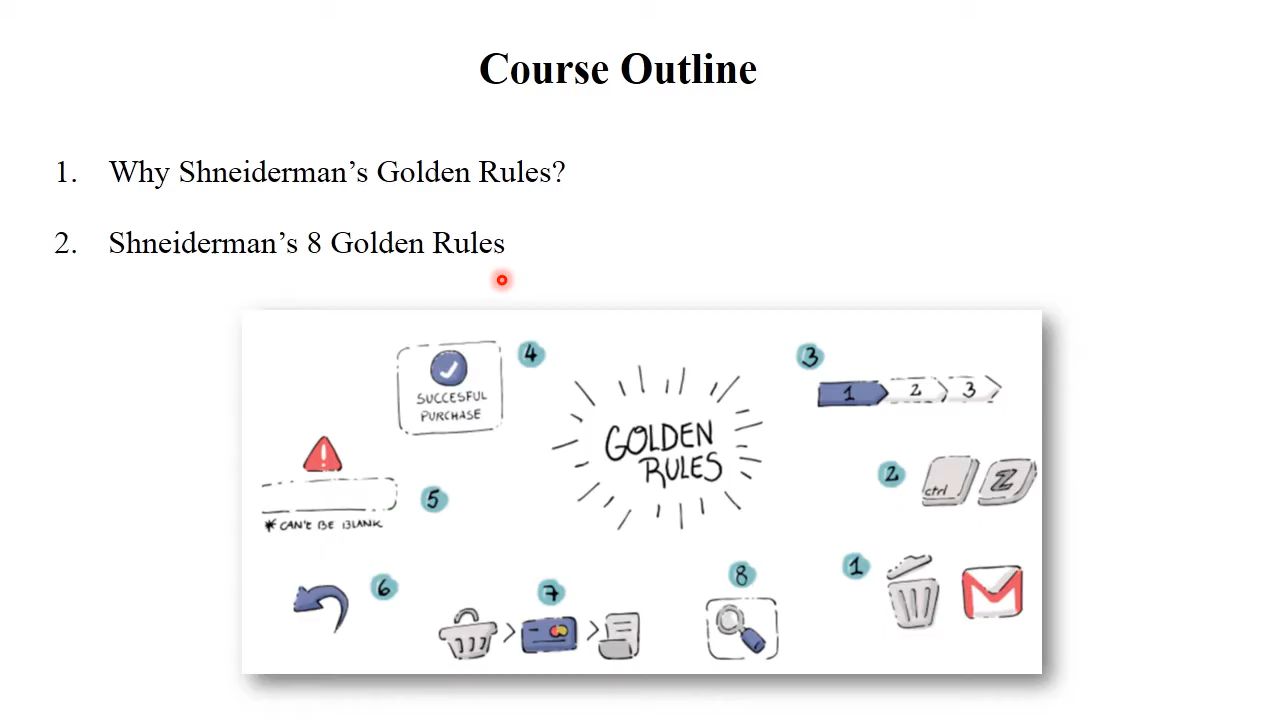 Course Outline
1. Why Shneiderman’s Golden Rules?
2. Shneiderman’s 8 Golden Rules
4
SUCCESFUL
PURCHASE
3
1 2 3
GOLDEN
RULES
2
ctrl Z
5
* CAN'T BE BLANK
6
7
8
1
M